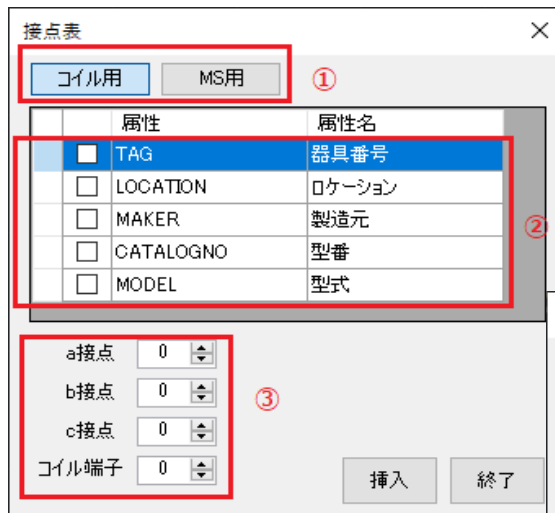 接点表
コイル用 MS用 ①
属性 属性名
TAG 器具番号
LOCATION ロケーション
MAKER 製造元 ②
CATALOGNO 型番
MODEL 型式
a接点 0
b接点 0 ③
c接点 0
コイル端子 0
挿入 終了